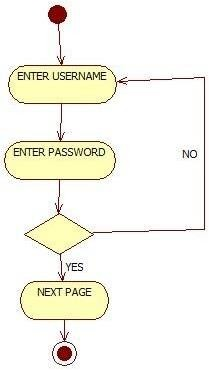 ENTER USERNAME
ENTER PASSWORD
NO
YES
NEXT PAGE